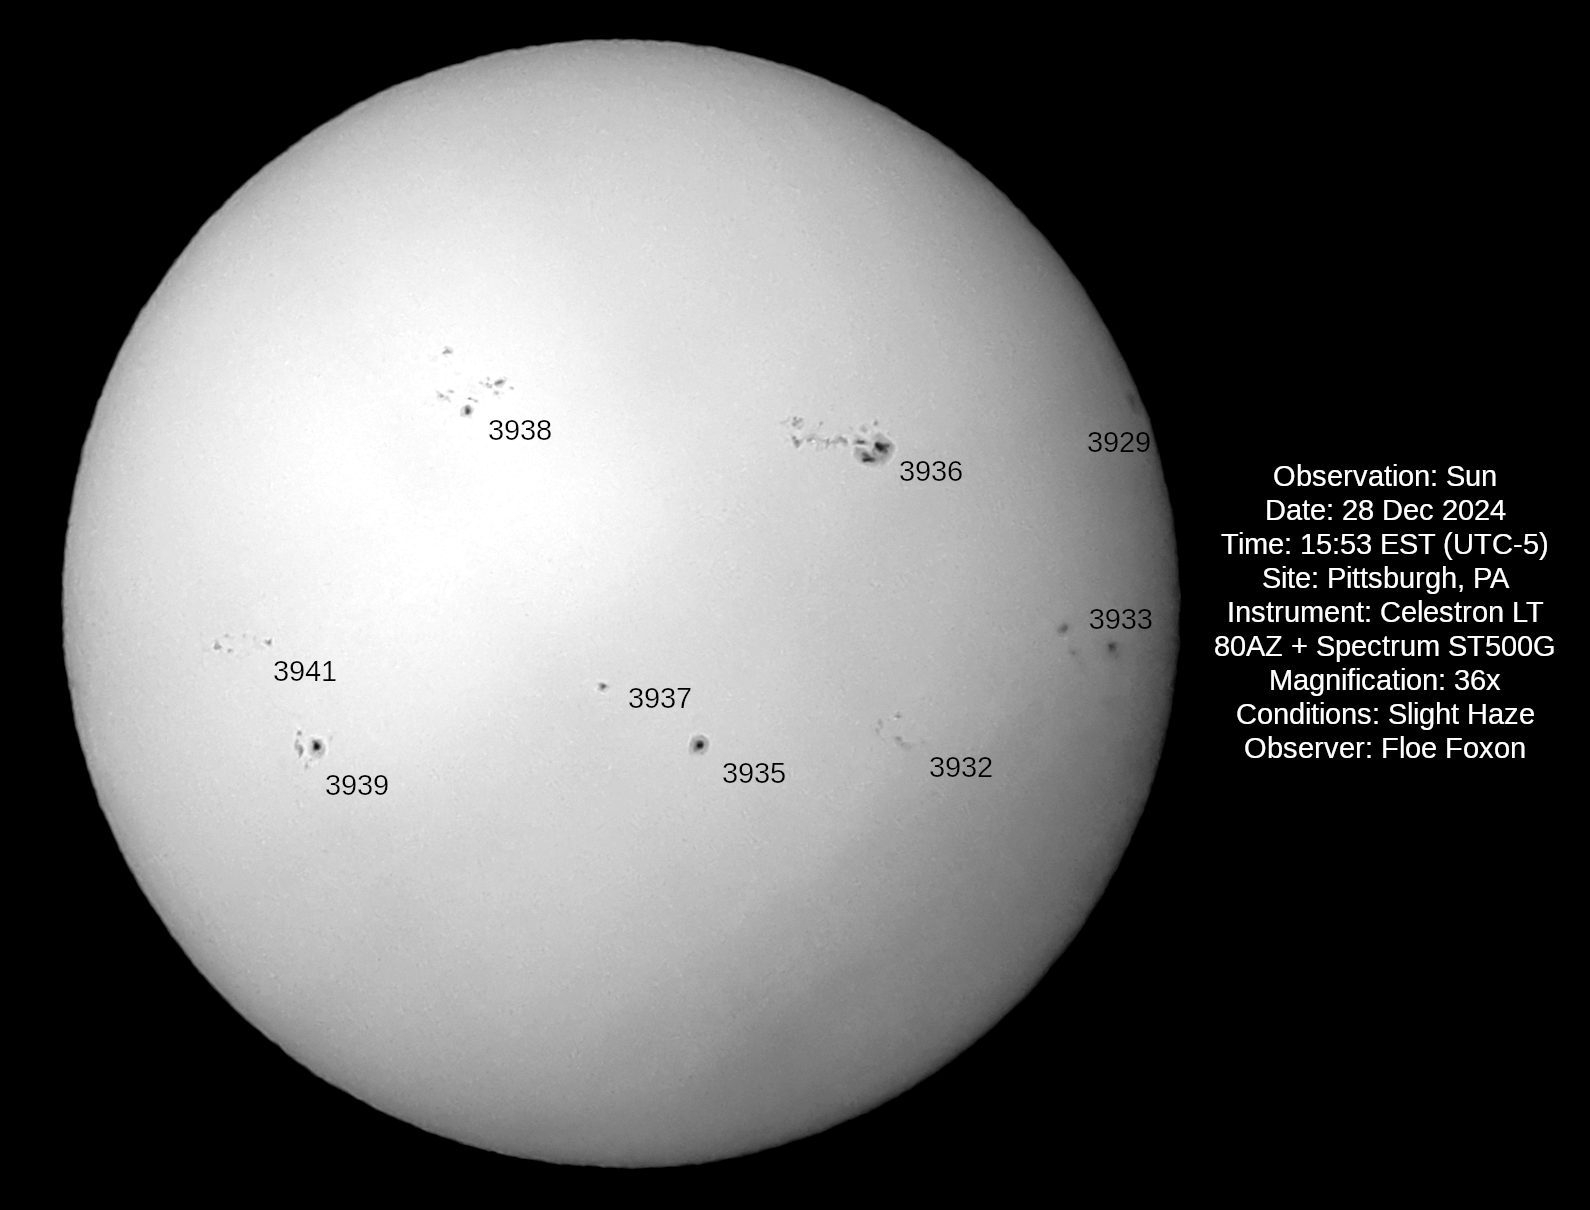 3938
3936
3929
3933
3941
3937
3939
3935
3932
Observation: Sun
Date: 28 Dec 2024
Time: 15:53 EST (UTC-5)
Site: Pittsburgh, PA
Instrument: Celestron LT
80AZ + Spectrum ST500G
Magnification: 36x
Conditions: Slight Haze
Observer: Floe Foxon